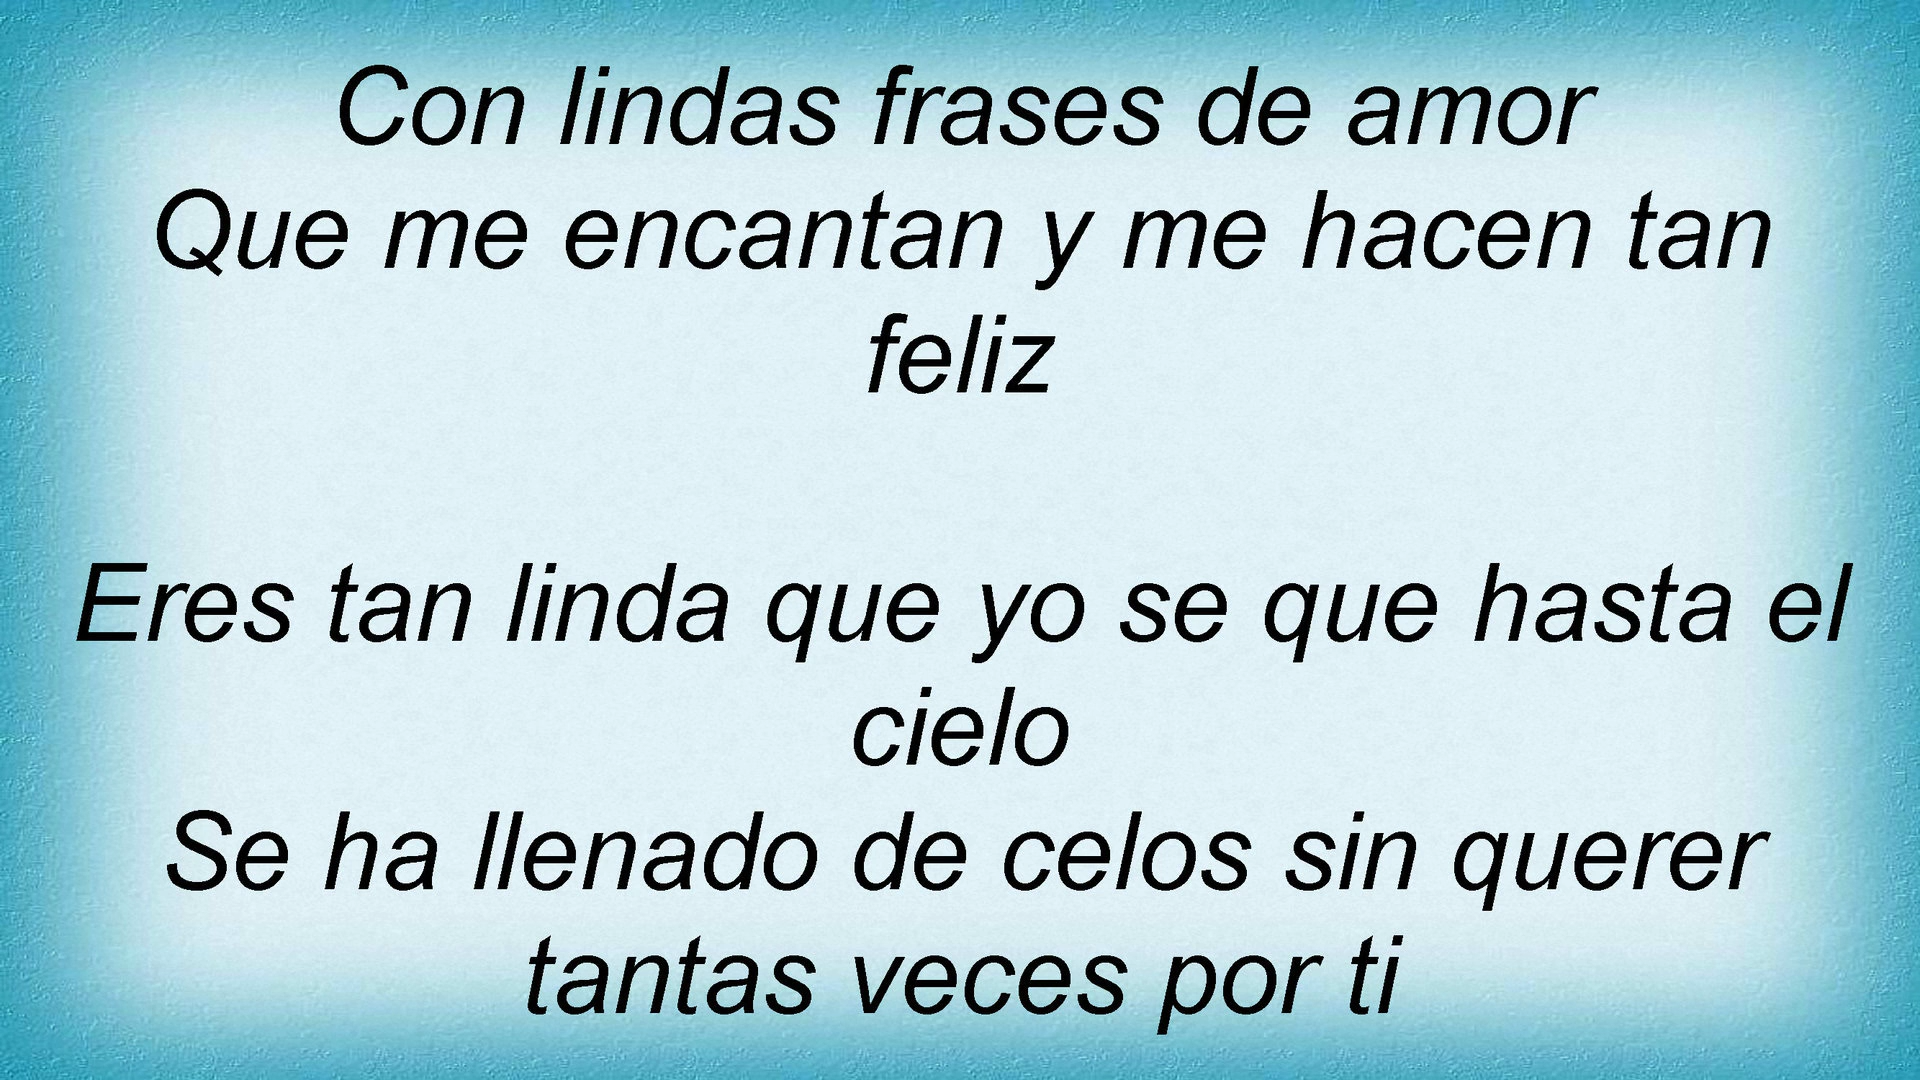 Con lindas frases de amor
Que me encantan y me hacen tan
feliz
Eres tan linda que yo se que hasta el
cielo
Se ha llenado de celos sin querer
tantas veces por ti